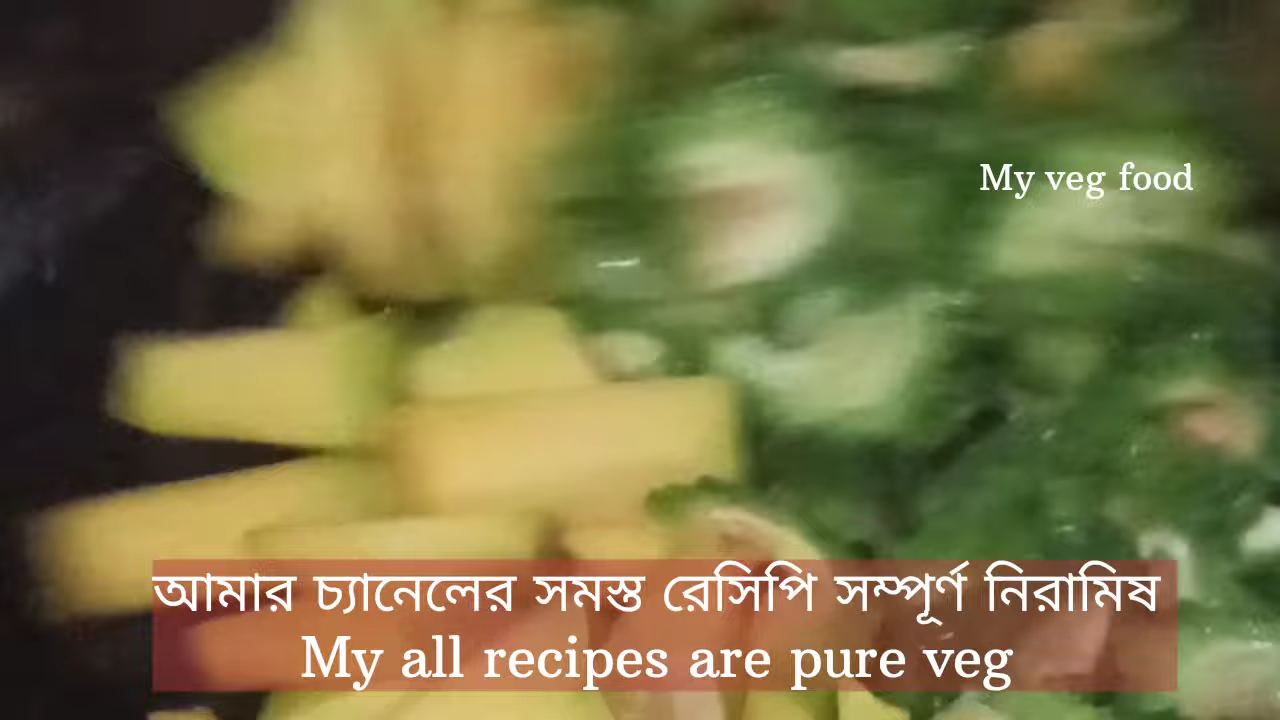 My veg food
আমার চ্যানেলের সমস্ত রেসিপি সম্পূর্ণ নিরামিষ
My all recipes are pure veg